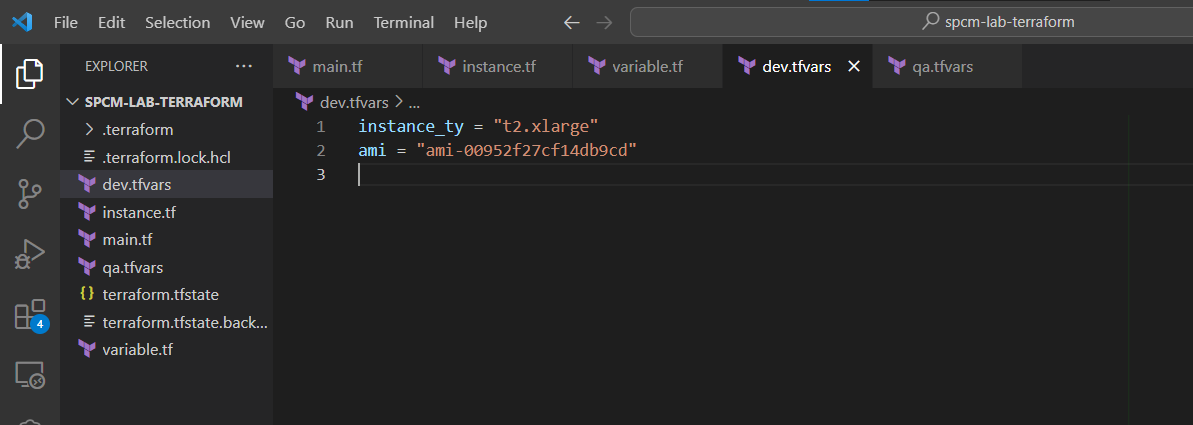 File Edit Selection View Go Run Terminal Help
spcm-lab-terraform
EXPLORER
main.tf
instance.tf
variable.tf
dev.tfvars
qa.tfvars
SPCM-LAB-TERRAFORM
.terraform
.terraform.lock.hcl
dev.tfvars
instance.tf
main.tf
qa.tfvars
terraform.tfstate
terraform.tfstate.back...
variable.tf
4
dev.tfvars > ...
1 instance_ty = "t2.xlarge"
2 ami = "ami-00952f27cf14db9cd"
3